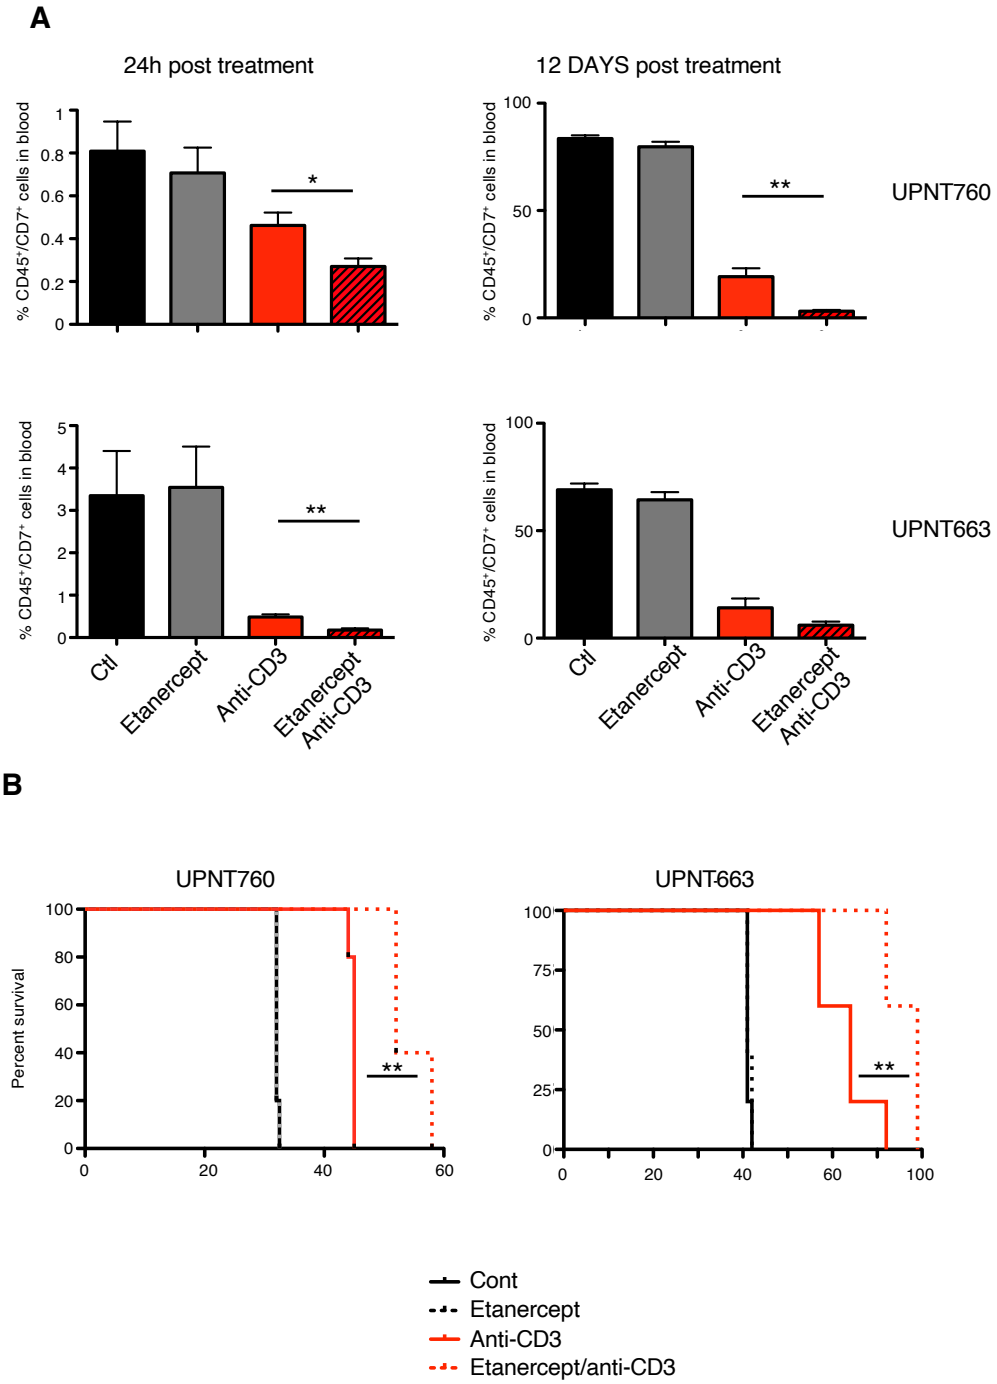 A
24h post treatment
12 DAYS post treatment
% CD45⁺/CD7⁺ cells in blood
1
0.8
0.6
0.4
0.2
0
*
% CD45⁺/CD7⁺ cells in blood
100
50
0
**
UPNT760
% CD45⁺/CD7⁺ cells in blood
5
4
3
2
1
0
**
Ctl
Etanercept
Anti-CD3
Etanercept
Anti-CD3
% CD45⁺/CD7⁺ cells in blood
100
50
0
UPNT663
Ctl
Etanercept
Anti-CD3
Etanercept
Anti-CD3
B
UPNT760
Percent survival
100
80
60
40
20
0
**
0 20 40 60
UPNT-663
100
75
50
25
0
**
0 20 40 60 100
Cont
Etanercept
Anti-CD3
Etanercept/anti-CD3